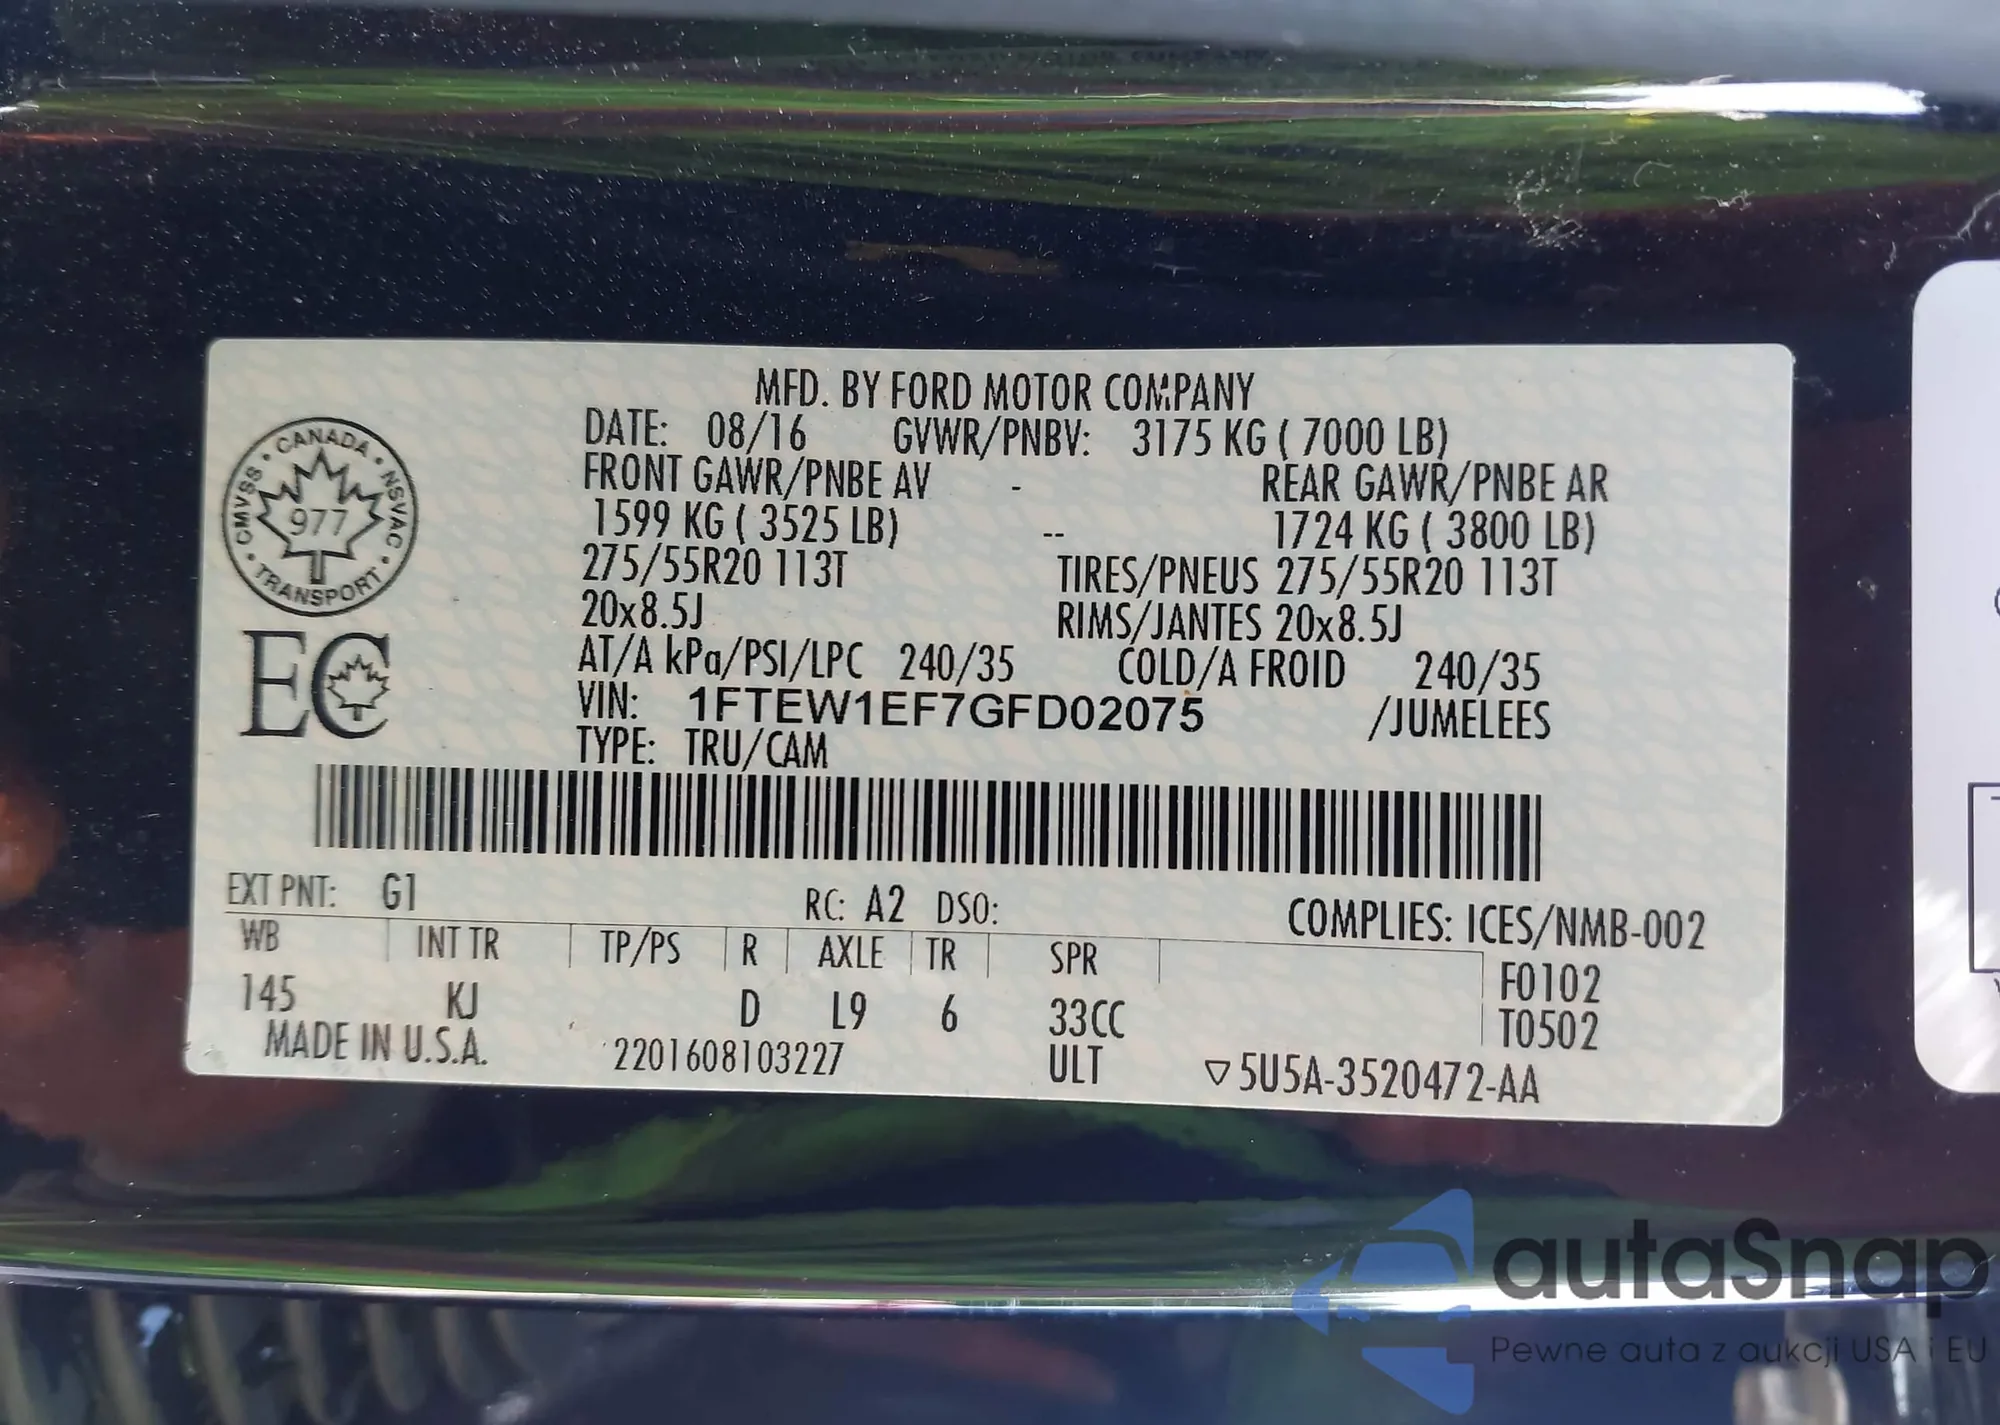 MFD. BY FORD MOTOR COMPANY
DATE: 08/16 GVWR/PNBV: 3175 KG ( 7000 LB)
FRONT GAWR/PNBE AV - REAR GAWR/PNBE AR
1599 KG ( 3525 LB) -- 1724 KG ( 3800 LB)
275/55R20 113T TIRES/PNEUS 275/55R20 113T
20x8.5J RIMS/JANTES 20x8.5J
AT/A kPa/PSI/LPC 240/35 COLD/A FROID 240/35
VIN: 1FTEW1EF7GFD02075 /JUMELEES
TYPE: TRU/CAM
CANADA • NSVAC • TRANSPORT • CMVSS •
977
EC
EXT PNT: G1 RC: A2 DSO: COMPLIES: ICES/NMB-002
WB INT TR TP/PS R AXLE TR SPR F0102
145 KJ D L9 6 33CC T0502
MADE IN U.S.A. 2201608103227 ULT ▽5U5A-3520472-AA
autaSnap
Pewne auta z aukcji USA i EU